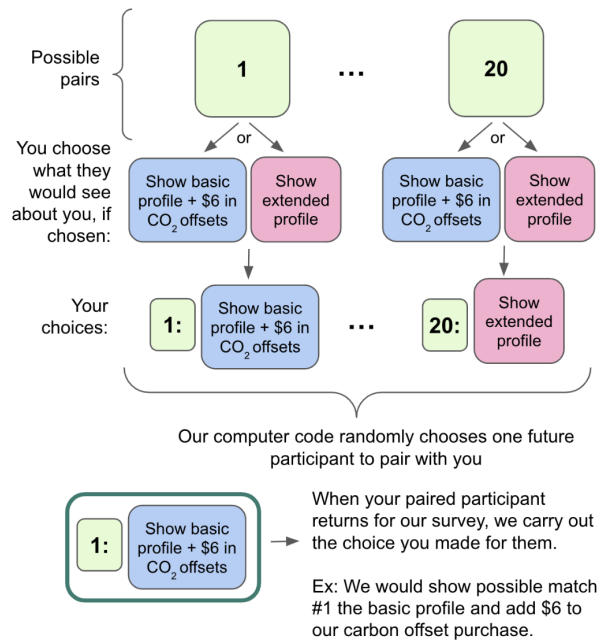 Possible
pairs
1
...
20
or
or
You choose
what they
would see
about you, if
chosen:
Show basic
profile + $6 in
CO2 offsets
Show
extended
profile
Show basic
profile + $6 in
CO2 offsets
Show
extended
profile
Your
choices:
1:
Show basic
profile + $6 in
CO2 offsets
...
20:
Show
extended
profile
Our computer code randomly chooses one future
participant to pair with you
1:
Show basic
profile + $6 in
CO2 offsets
When your paired participant
returns for our survey, we carry out
the choice you made for them.
Ex: We would show possible match
#1 the basic profile and add $6 to
our carbon offset purchase.